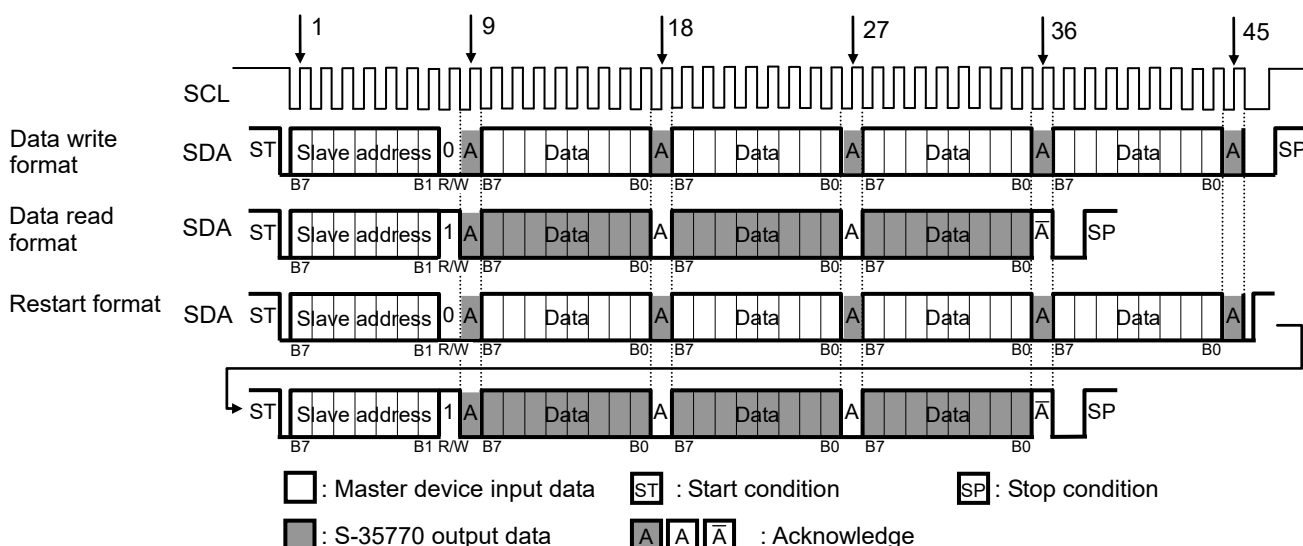 1 9 18 27 36 45
SCL
Data write
format
SDA ST Slave address 0 A Data A Data A Data A Data A SP
B7 B1 R/W B7 B0 B7 B0 B7 B0 B7 B0
Data read
format
SDA ST Slave address 1 A Data A Data A Data A̅ SP
B7 B1 R/W B7 B0 B7 B0 B7 B0
Restart format
SDA ST Slave address 0 A Data A Data A Data A Data A
B7 B1 R/W B7 B0 B7 B0 B7 B0 B7 B0
ST Slave address 1 A Data A Data A Data A̅ SP
B7 B1 R/W B7 B0 B7 B0 B7 B0
: Master device input data ST : Start condition SP : Stop condition
: S-35770 output data A A A̅ : Acknowledge